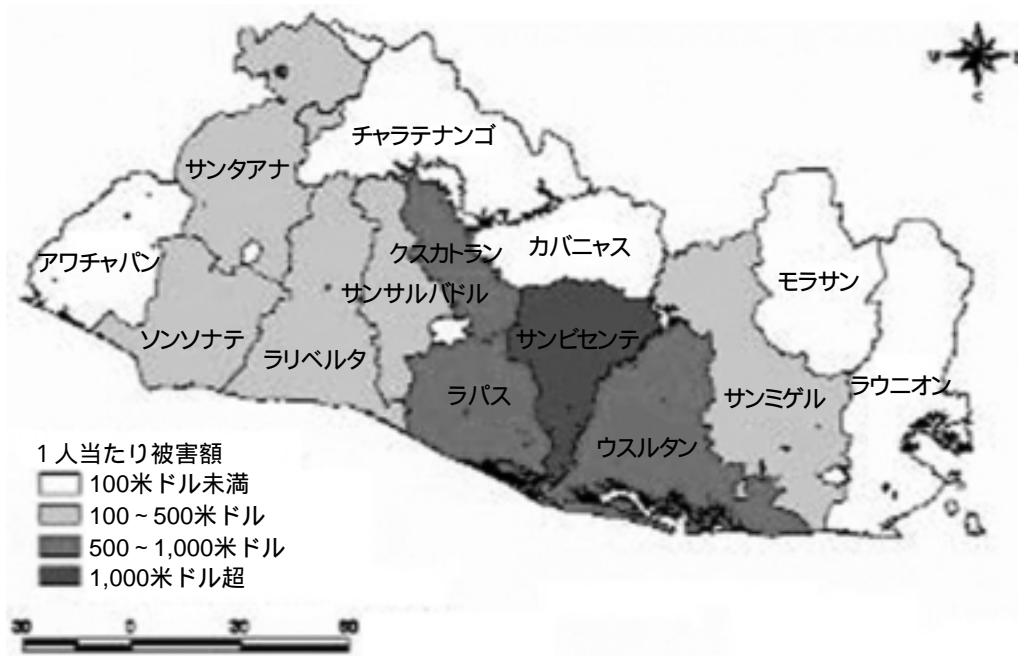 チャラテナンゴ
サンタアナ
クスカトラン
カバニャス
アワチャパン
モラサン
サンサルバドル
ソンソナテ
ラリベルタ
サンビセンテ
ラパス
サンミゲル
ラウニオン
ウスルタン
1人当たり被害額
100米ドル未満
100~500米ドル
500~1,000米ドル
1,000米ドル超
30 0 30 60